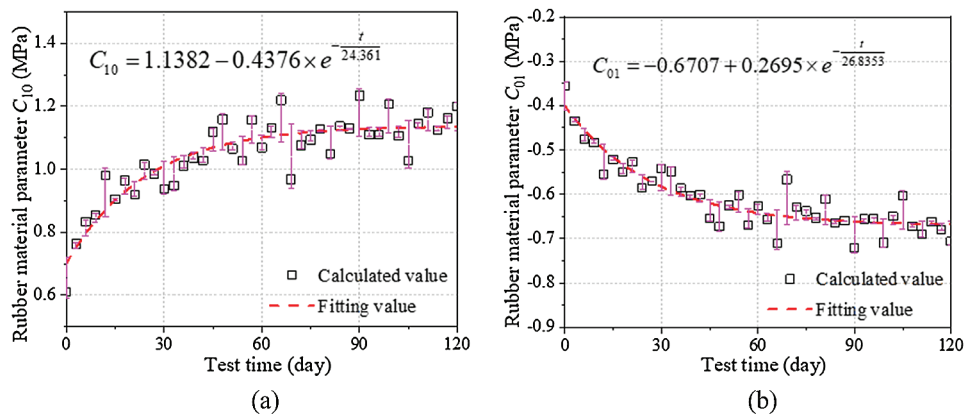 Rubber material parameter C10 (MPa)
1.4
1.2
1.0
0.8
0.6
C10 = 1.1382 − 0.4376 × e^(−t/24.361)
Calculated value
Fitting value
0 30 60 90 120
Test time (day)
(a)
Rubber material parameter C01 (MPa)
-0.2
-0.3
-0.4
-0.5
-0.6
-0.7
-0.8
-0.9
C01 = −0.6707 + 0.2695 × e^(−t/26.8353)
Calculated value
Fitting value
0 30 60 90 120
Test time (day)
(b)